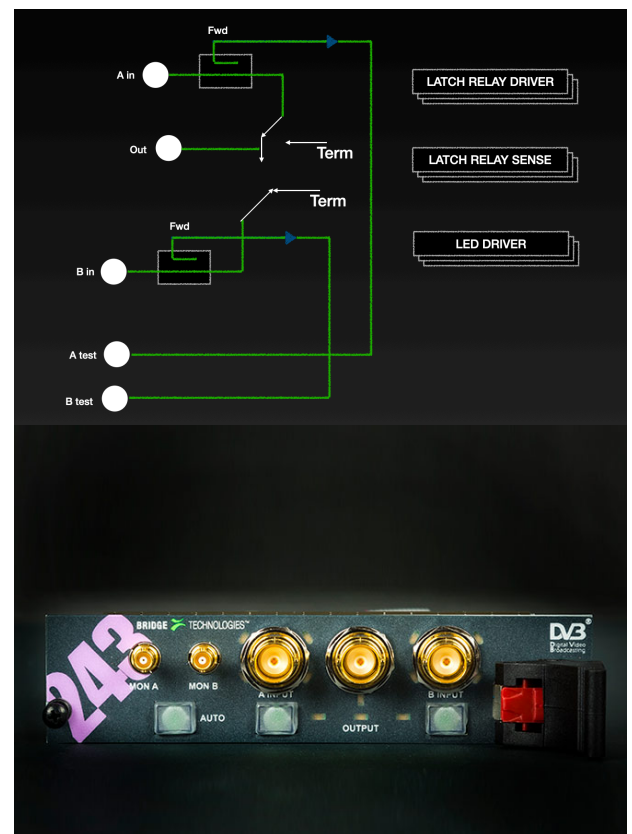 Fwd
A in
LATCH RELAY DRIVER
Out
Term
LATCH RELAY SENSE
Term
Fwd
LED DRIVER
B in
A test
B test
243
BRIDGE TECHNOLOGIES™
DVB®
Digital Video
Broadcasting
MON A
MON B
A INPUT
B INPUT
AUTO
OUTPUT